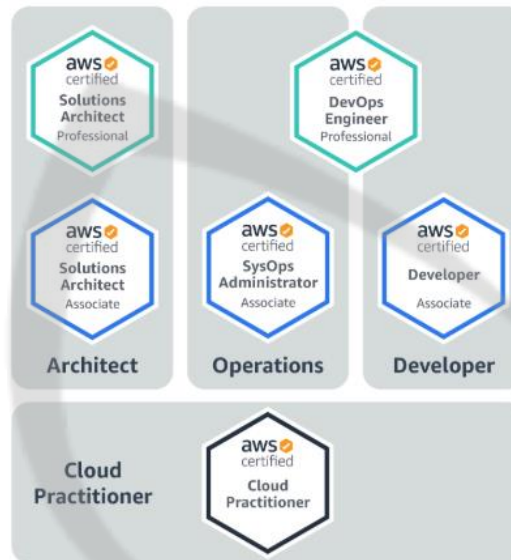 aws
certified
Solutions
Architect
Professional
aws
certified
DevOps
Engineer
Professional
aws
certified
Solutions
Architect
Associate
aws
certified
SysOps
Administrator
Associate
aws
certified
Developer
Associate
Architect
Operations
Developer
Cloud
Practitioner
aws
certified
Cloud
Practitioner